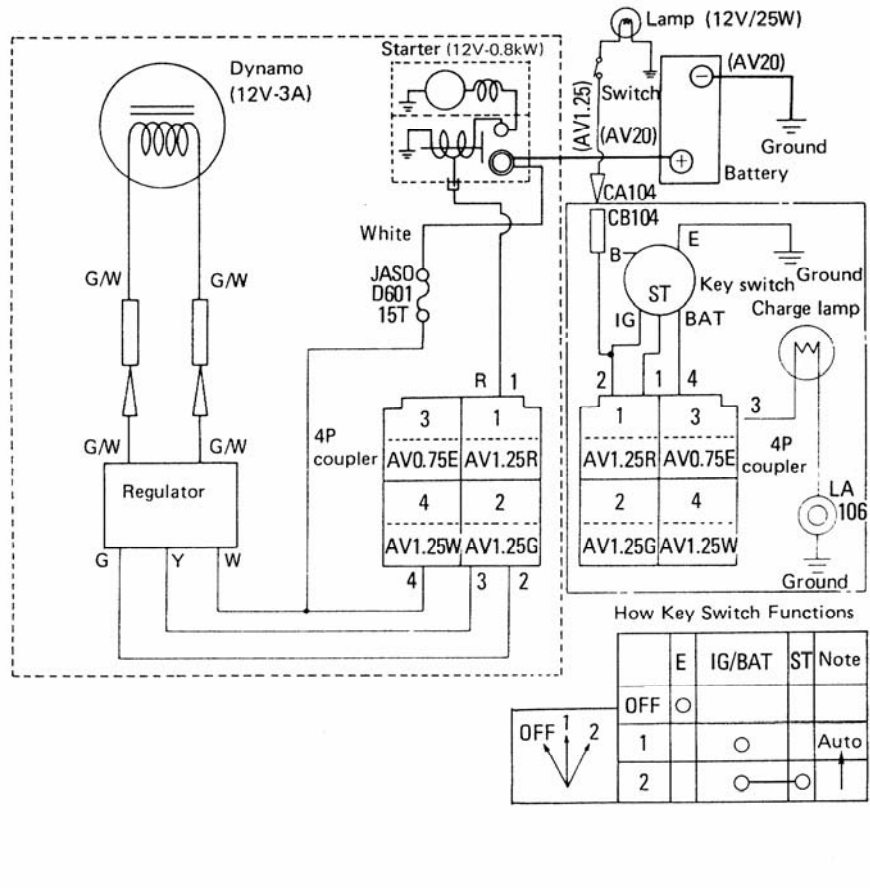 Lamp (12V/25W)
Starter (12V-0.8kW)
Dynamo
(12V-3A)
(AV20)
Switch
(AV1.25)
(AV20)
Ground
Battery
CA104
CB104
White
B
E
Ground
Key switch
ST
G/W
G/W
JASO
D601
15T
IG
BAT
Charge lamp
R
1
2
1
4
3
G/W
G/W
4P
coupler
3
1
AV0.75E
AV1.25R
4
2
AV1.25W
AV1.25G
1
3
AV1.25R
AV0.75E
2
4
AV1.25G
AV1.25W
4P
coupler
Regulator
LA
106
G
Y
W
4
3
2
Ground
How Key Switch Functions
E IG/BAT ST Note
OFF
1 Auto
2
OFF 1 2